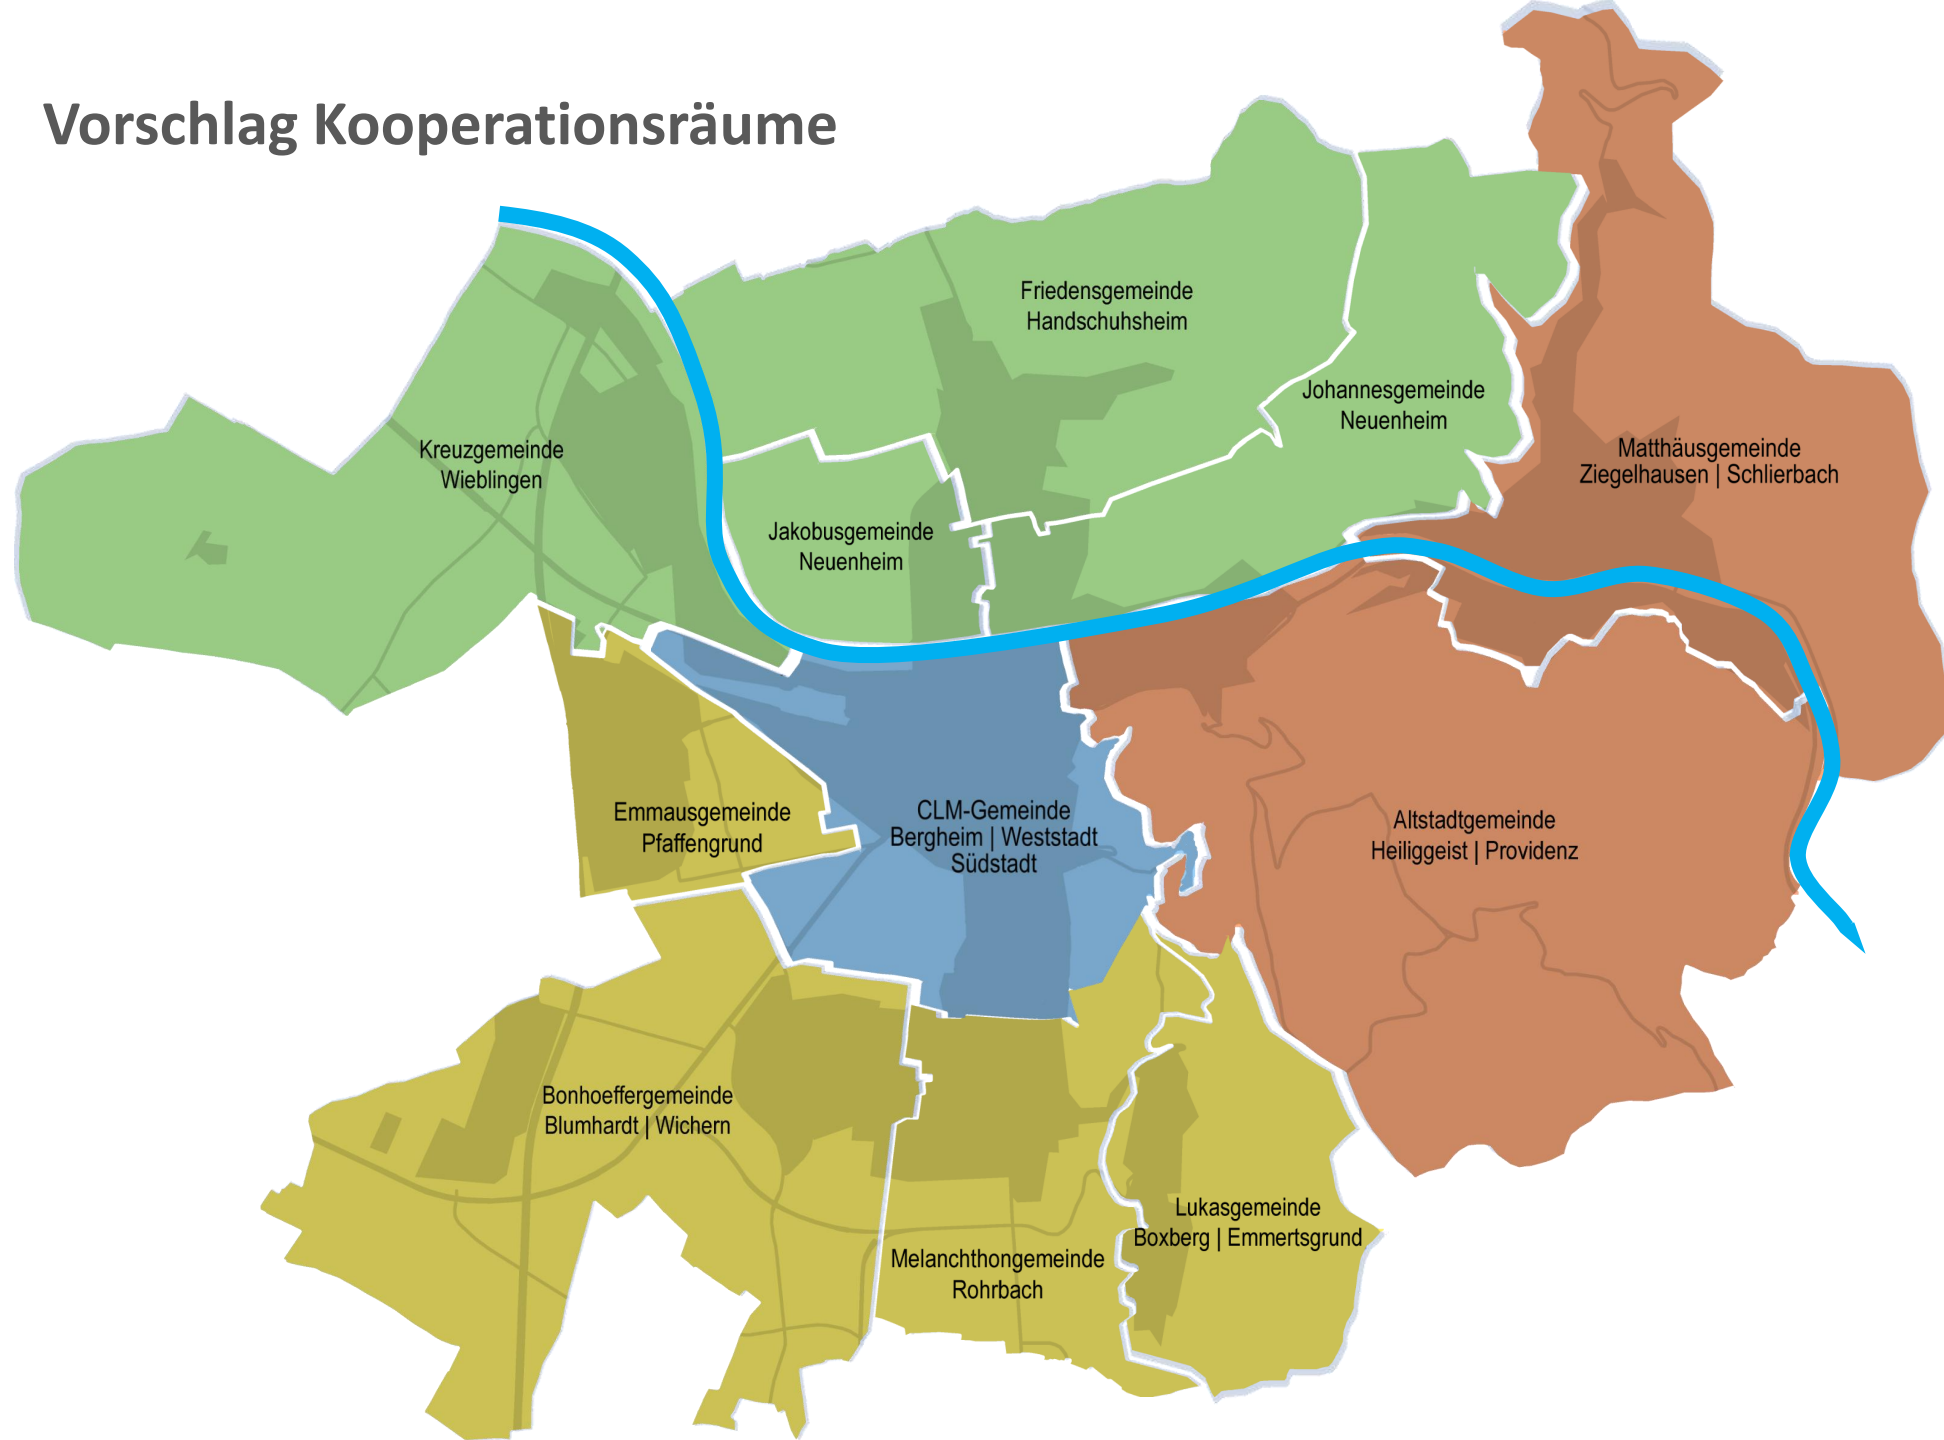 Vorschlag Kooperationsräume
Friedensgemeinde
Handschuhsheim
Johannesgemeinde
Neuenheim
Kreuzgemeinde
Wieblingen
Matthäusgemeinde
Ziegelhausen | Schlierbach
Jakobusgemeinde
Neuenheim
Emmausgemeinde
Pfaffengrund
CLM-Gemeinde
Bergheim | Weststadt
Südstadt
Altstadtgemeinde
Heiliggeist | Providenz
Bonhoeffergemeinde
Blumhardt | Wichern
Lukasgemeinde
Boxberg | Emmertsgrund
Melanchthongemeinde
Rohrbach